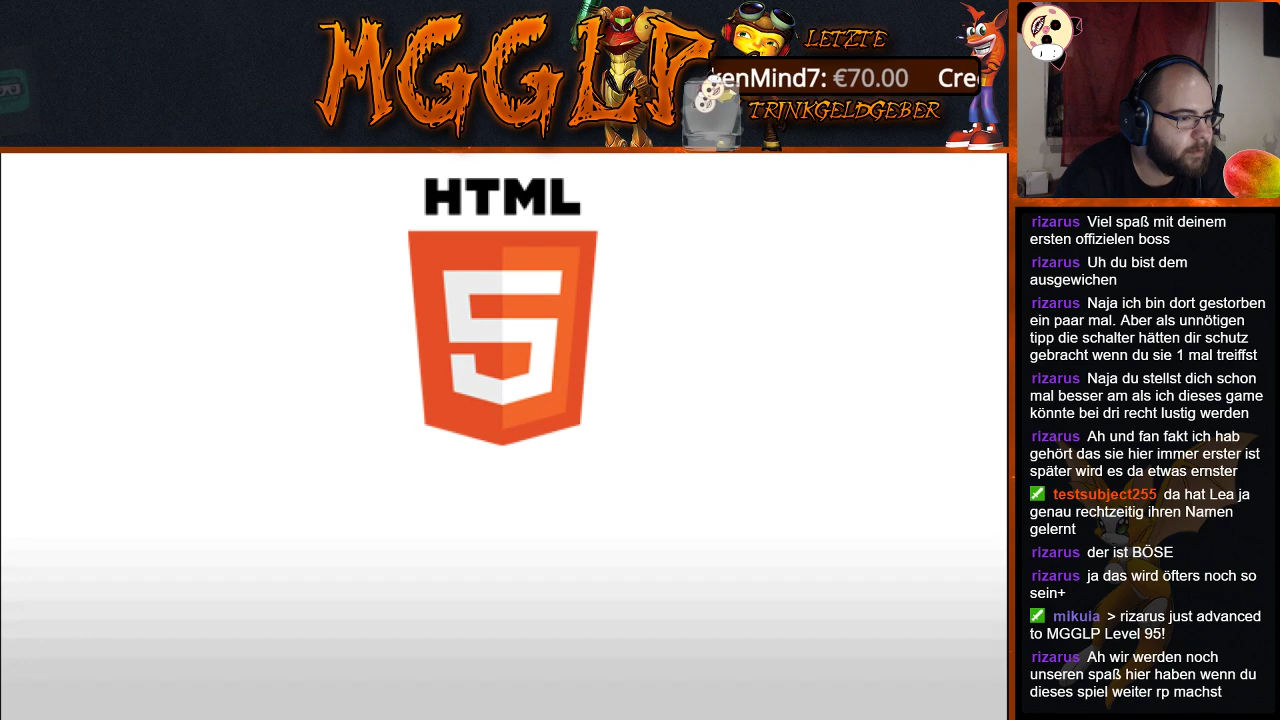 MGGLP
LETZTE
enMind7: €70.00 Cre
TRINKGELDGEBER
HTML
5
rizarus Viel spaß mit deinem
ersten offizielen boss
rizarus Uh du bist dem
ausgewichen
rizarus Naja ich bin dort gestorben
ein paar mal. Aber als unnötigen
tipp die schalter hätten dir schutz
gebracht wenn du sie 1 mal treiffst
rizarus Naja du stellst dich schon
mal besser am als ich dieses game
könnte bei dri recht lustig werden
rizarus Ah und fan fakt ich hab
gehört das sie hier immer erster ist
später wird es da etwas ernster
testsubject255 da hat Lea ja
genau rechtzeitig ihren Namen
gelernt
rizarus der ist BÖSE
rizarus ja das wird öfters noch so
sein+
mikuia > rizarus just advanced
to MGGLP Level 95!
rizarus Ah wir werden noch
unseren spaß hier haben wenn du
dieses spiel weiter rp machst